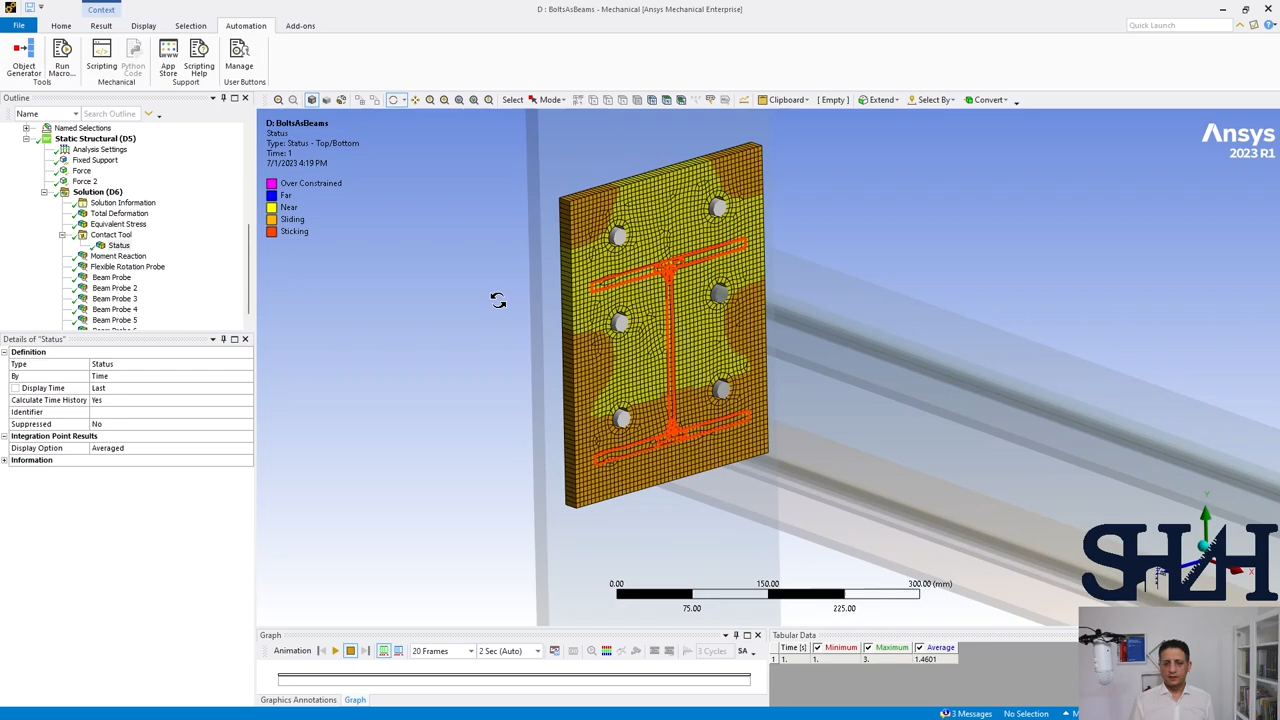 D : BoltsAsBeams - Mechanical [Ansys Mechanical Enterprise]
Context
File Home Result Display Selection Automation Add-ons
Quick Launch
Object Generator Run Macro... Scripting Python Code App Store Scripting Help Manage
Tools Mechanical Support User Buttons
Outline
Name Search Outline
Select Mode Clipboard [ Empty ] Extend Select By Convert
Named Selections
Static Structural (D5)
Analysis Settings
Fixed Support
Force
Force 2
Solution (D6)
Solution Information
Total Deformation
Equivalent Stress
Contact Tool
Status
Moment Reaction
Flexible Rotation Probe
Beam Probe
Beam Probe 2
Beam Probe 3
Beam Probe 4
Beam Probe 5
Details of "Status"
Definition
Type Status
By Time
Display Time Last
Calculate Time History Yes
Identifier
Suppressed No
Integration Point Results
Display Option Averaged
Information
D: BoltsAsBeams
Status
Type: Status - Top/Bottom
Time: 1
7/1/2023 4:19 PM
Over Constrained
Far
Near
Sliding
Sticking
Ansys
2023 R1
Y
X
SHH
0.00 150.00 300.00 (mm)
75.00 225.00
Graph
Animation 20 Frames 2 Sec (Auto) 3 Cycles SA
Graphics Annotations Graph
Tabular Data
Time [s] Minimum Maximum Average
1 1. 1. 3. 1.4601
3 Messages No Selection